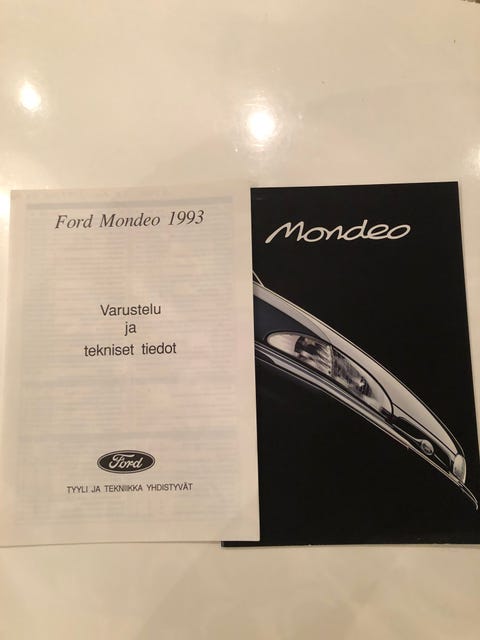 Ford Mondeo 1993
Varustelu
ja
tekniset tiedot
Ford
TYYLI JA TEKNIIKKA YHDISTYVÄT
Mondeo